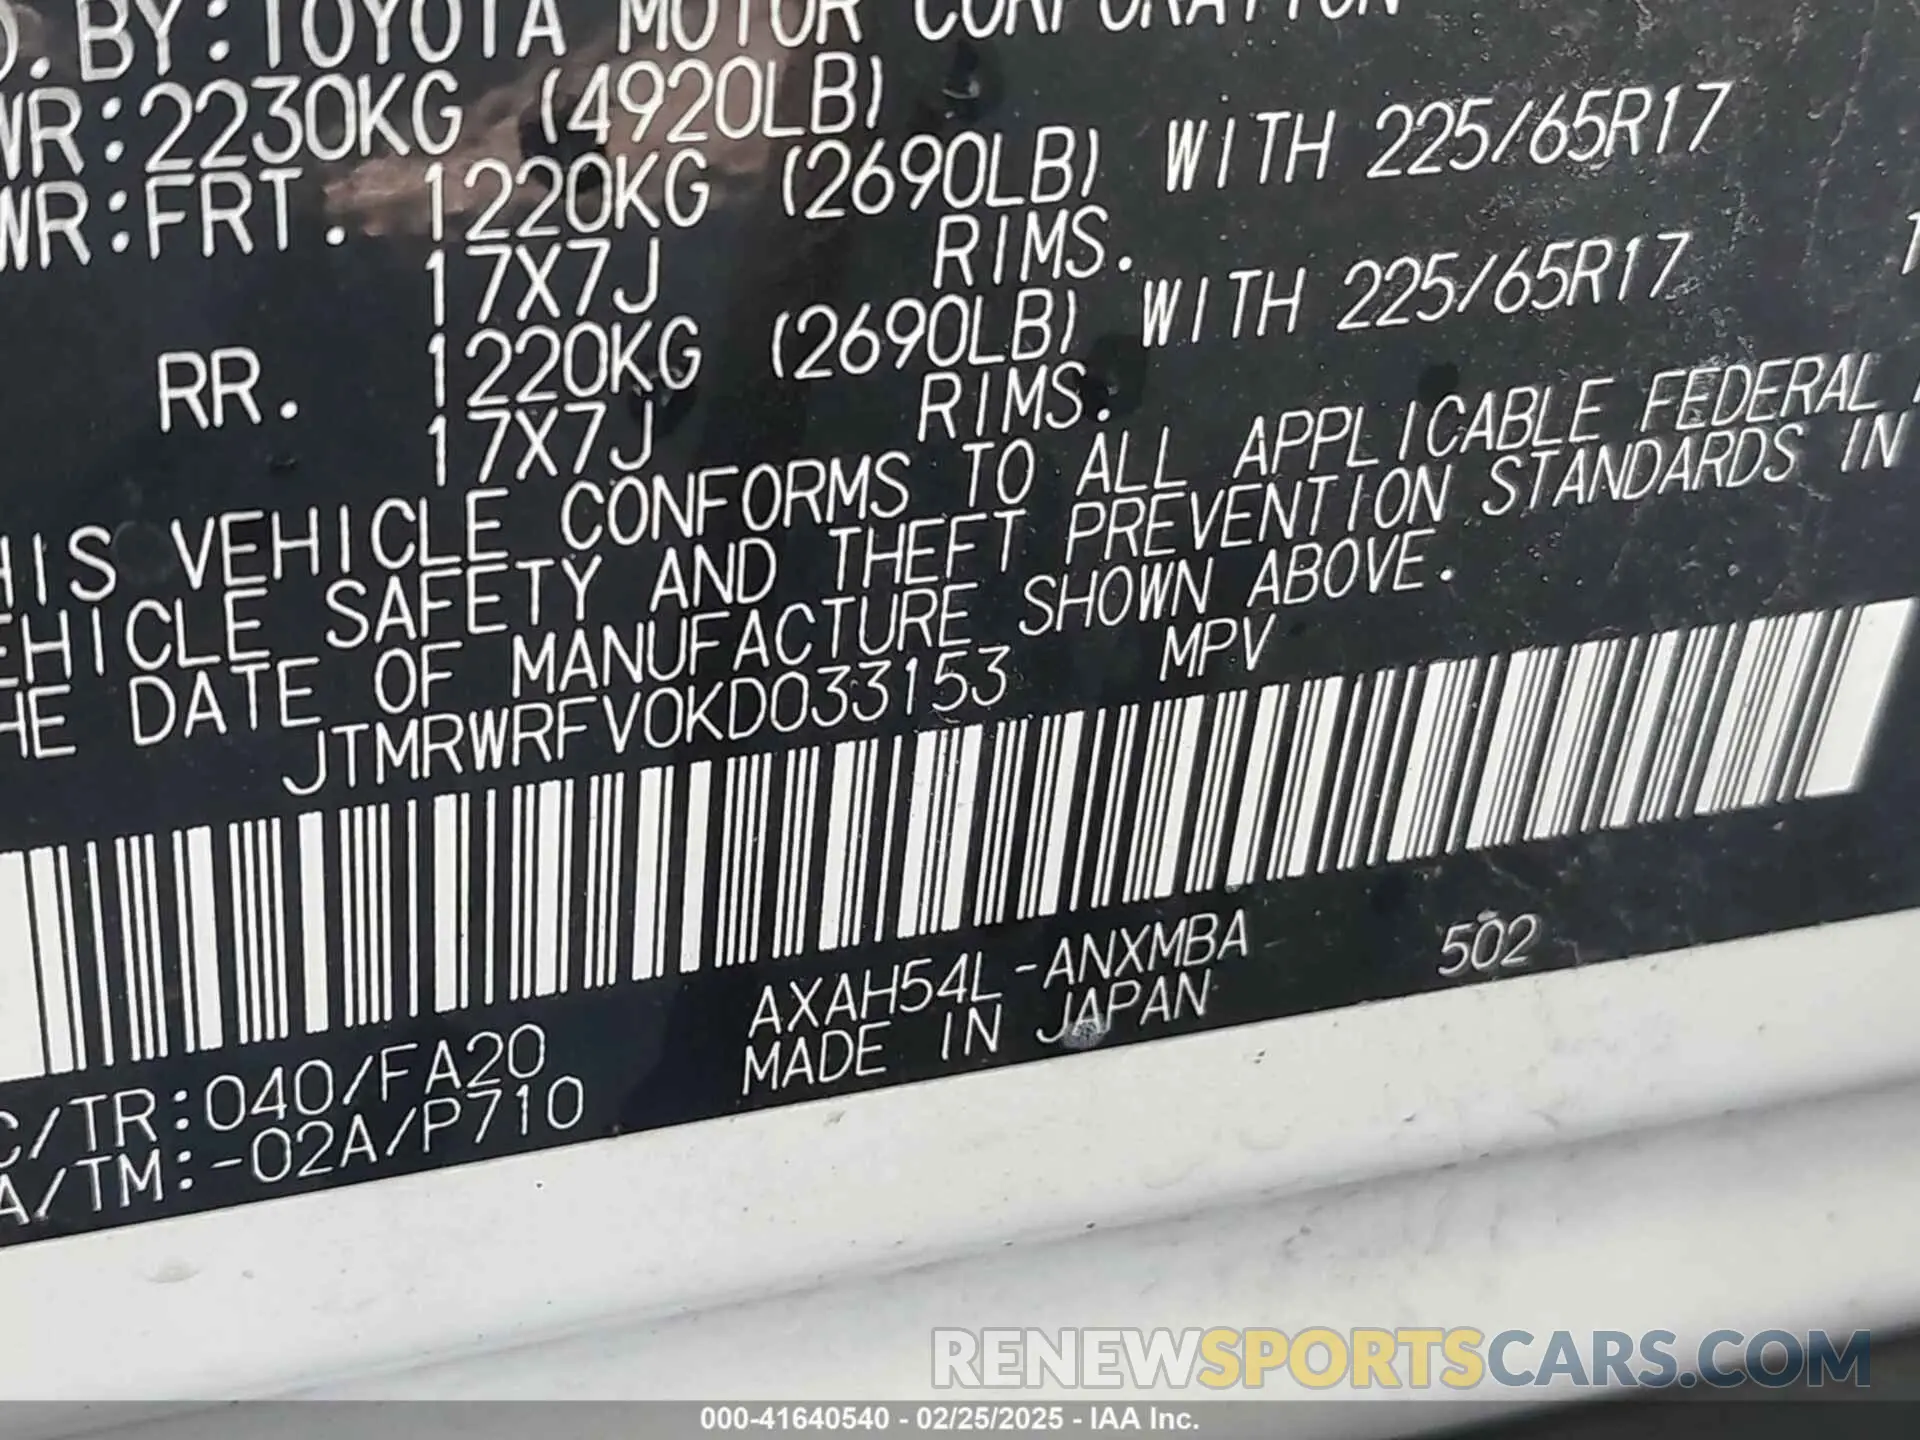 D. BY:TOYOTA MOTOR CORPORATION
WR:2230KG (4920LB)
WR:FRT. 1220KG (2690LB) WITH 225/65R17
17X7J RIMS.
RR. 1220KG (2690LB) WITH 225/65R17
17X7J RIMS.
HIS VEHICLE CONFORMS TO ALL APPLICABLE FEDERAL
EHICLE SAFETY AND THEFT PREVENTION STANDARDS IN
HE DATE OF MANUFACTURE SHOWN ABOVE.
JTMRWRFV0KD033153 MPV
C/TR:040/FA20 AXAH54L-ANXMBA 502
A/TM:-02A/P710 MADE IN JAPAN
RENEWSPORTSCARS.COM
000-41640540 - 02/25/2025 - IAA Inc.